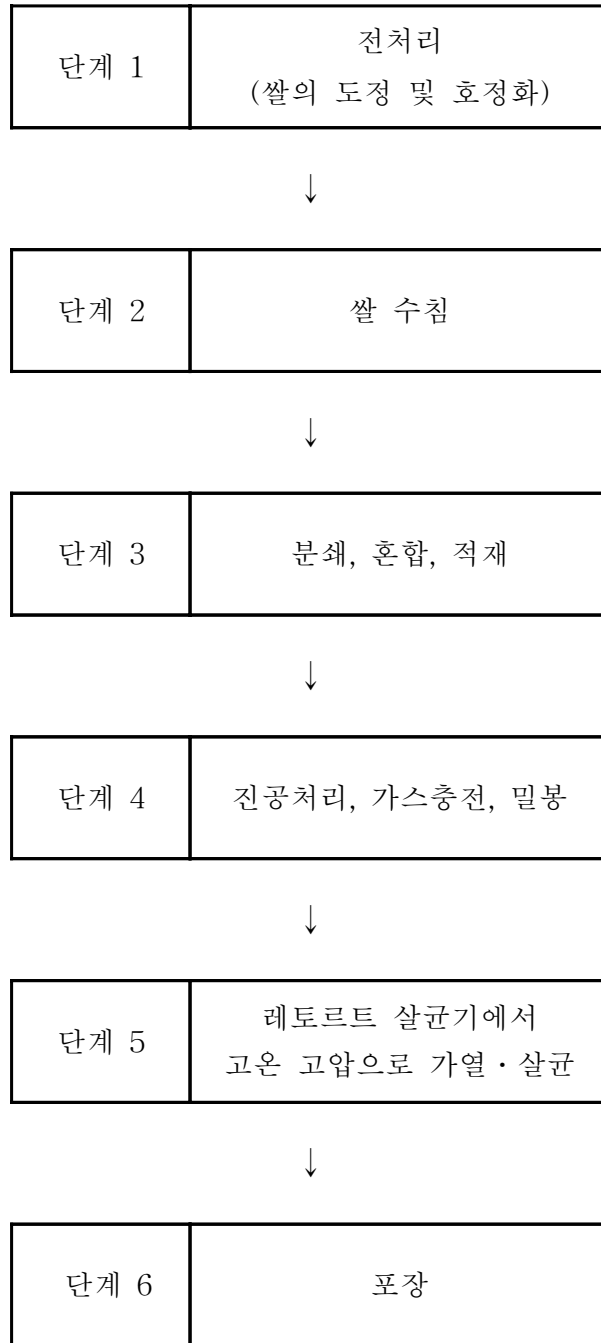 단계 1
전처리
(쌀의 도정 및 호정화)
↓
단계 2
쌀 수침
↓
단계 3
분쇄, 혼합, 적재
↓
단계 4
진공처리, 가스충전, 밀봉
↓
단계 5
레토르트 살균기에서
고온 고압으로 가열・살균
↓
단계 6
포장